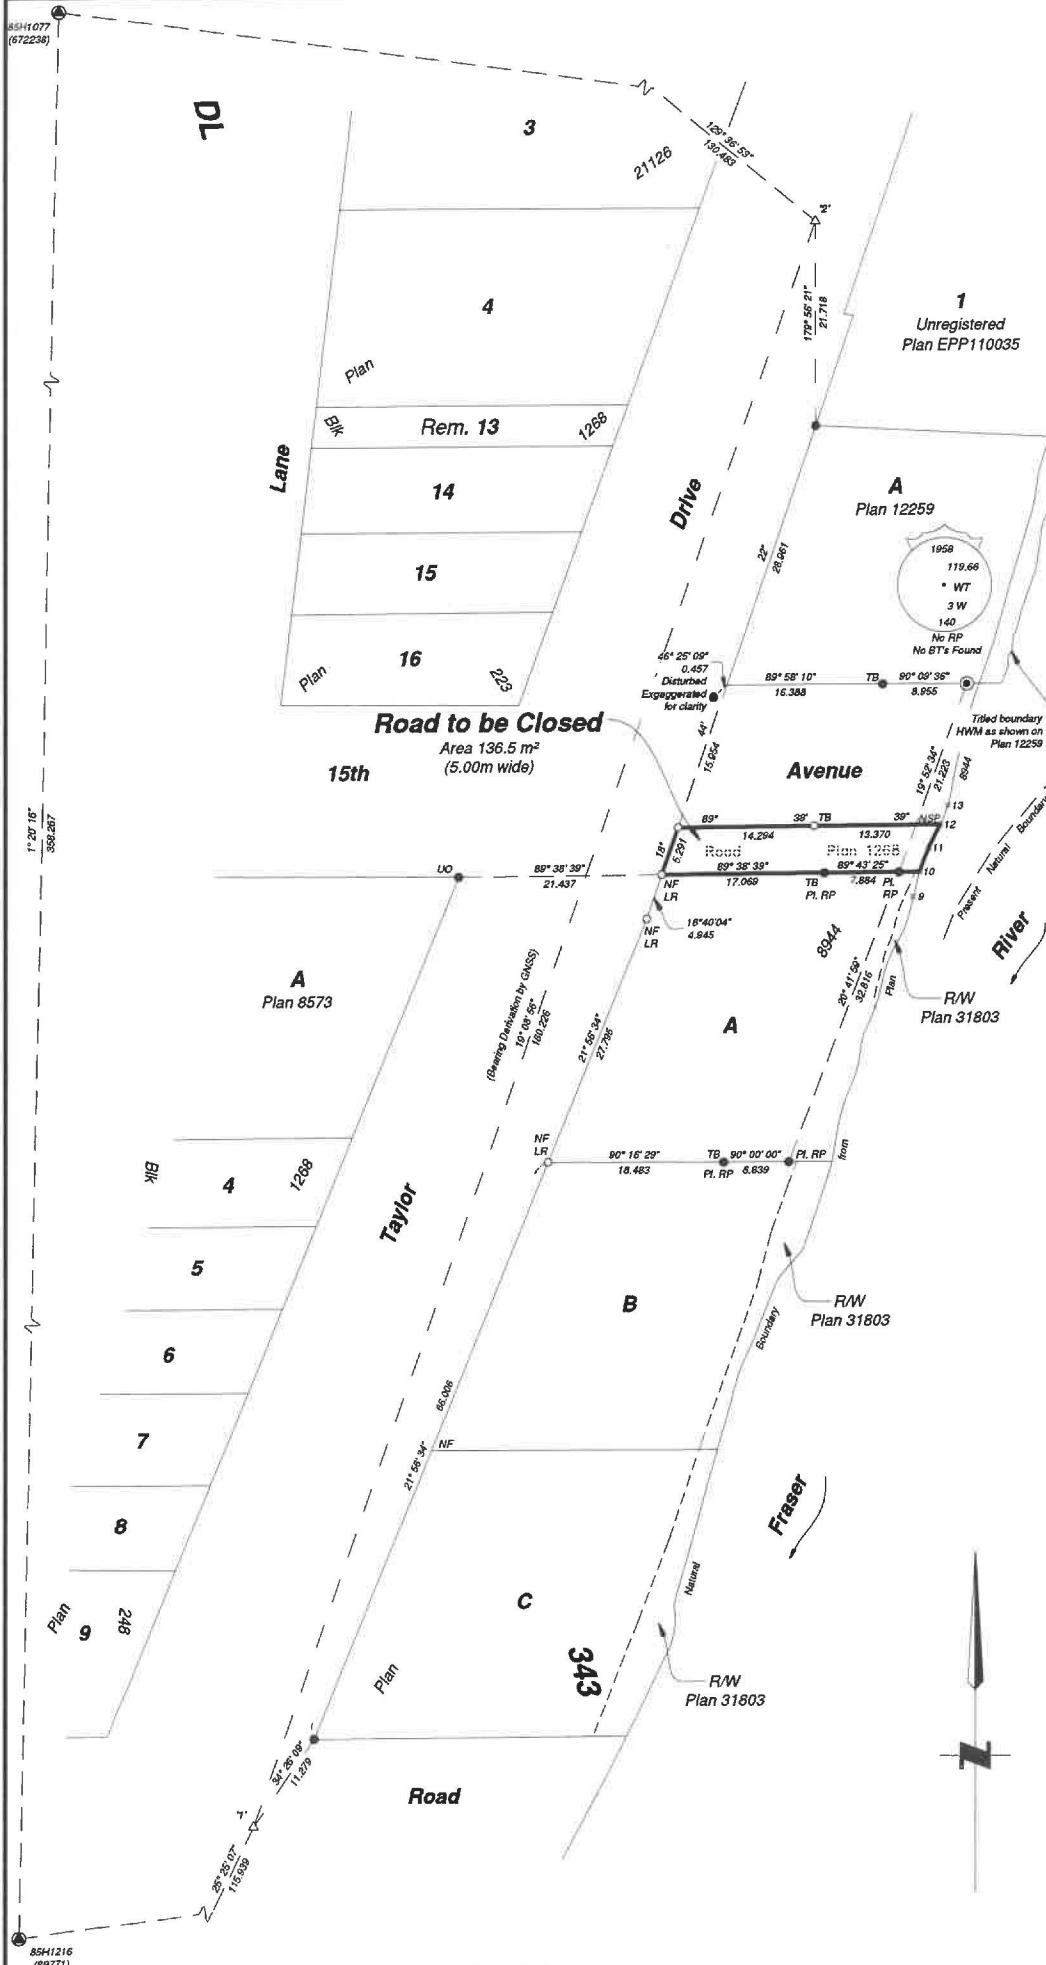 85H1077
(672238)
DL
3
21126
129° 36' 53"
130.483
179° 56' 21"
21.718
1
Unregistered
Plan EPP110035
4
Plan
Blk
Rem. 13
1268
Lane
14
15
16
Plan
223
Drive
A
Plan 12259
22°
28.961
1958
119.66
WT
3 W
140
No RP
No BT's Found
46° 25' 09"
0.457
Disturbed
Exgaggerated
for clarity
89° 58' 10"
16.388
TB
90° 09' 36"
8.955
Titled boundary
HWM as shown on
Plan 12259
Road to be Closed
Area 136.5 m²
(5.00m wide)
44'
15.954
15th
Avenue
19° 52' 34"
21.223
8944
1° 20' 16"
358.267
89°
38'
TB
39"
NSP
13
12
14.294
13.370
11
18°
5.291
Road
Plan 1268
89° 38' 39"
17.069
89° 43' 25"
7.884
10
9
TB
Pl. RP
Pl.
RP
Present
Natural
Boundary
UO
89° 38' 39"
21.437
NF
LR
NF
LR
16°40'04"
4.945
8944
River
A
Plan 8573
(Bearing Derivation by GNSS)
19° 08' 56"
160.226
21° 56' 34"
27.795
A
20° 41' 59"
32.816
Plan
R/W
Plan 31803
NF
LR
90° 16' 29"
18.483
TB
Pl. RP
90° 00' 00"
6.639
Pl. RP
from
Blk
4
1268
Taylor
5
B
R/W
Plan 31803
Boundary
6
66.006
21° 56' 34"
NF
7
8
Fraser
Plan
9
248
C
Natural
343
Plan
R/W
Plan 31803
34° 26' 09"
11.279
Road
25° 25' 07"
115.939
85H1216
(89771)